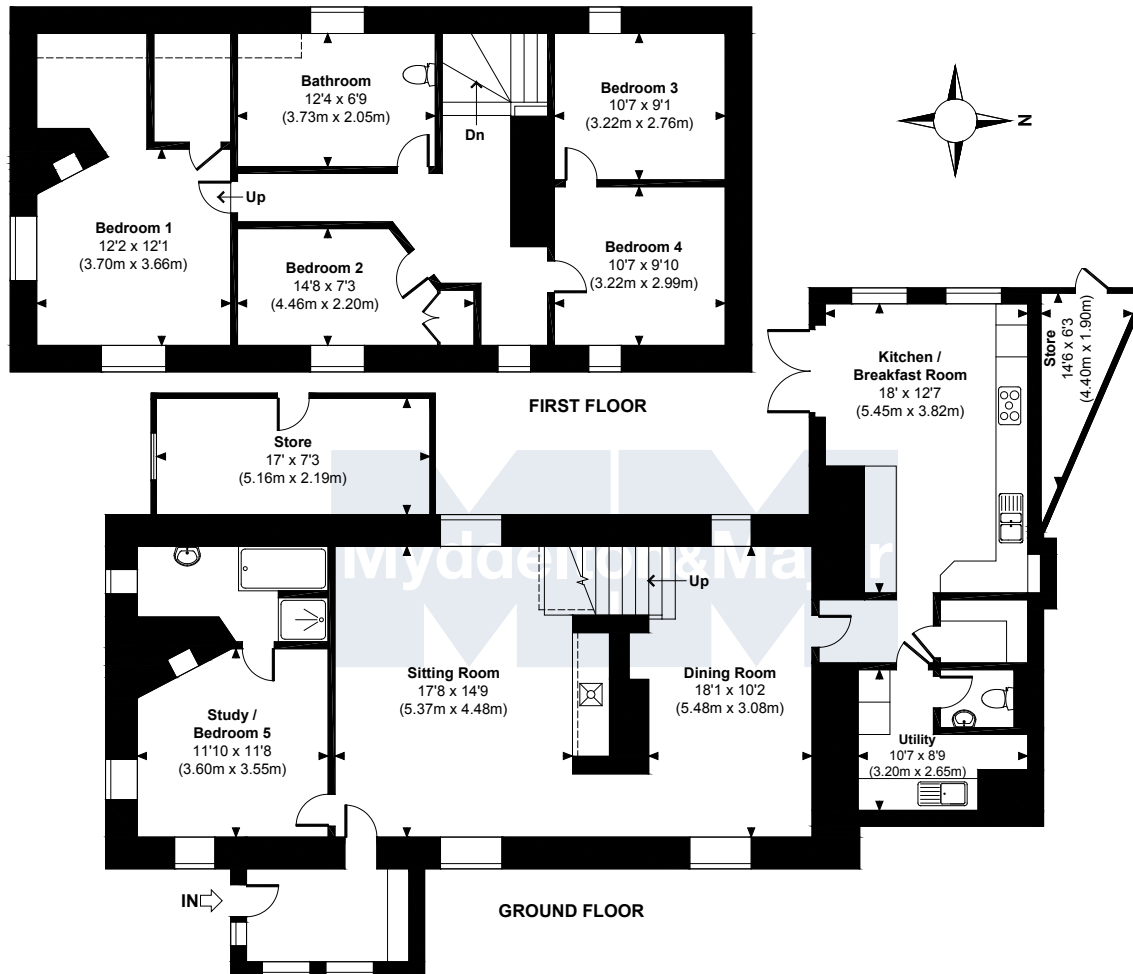 Bathroom
12'4 x 6'9
(3.73m x 2.05m)
Dn
Bedroom 3
10'7 x 9'1
(3.22m x 2.76m)
N
Up
Bedroom 1
12'2 x 12'1
(3.70m x 3.66m)
Bedroom 2
14'8 x 7'3
(4.46m x 2.20m)
Bedroom 4
10'7 x 9'10
(3.22m x 2.99m)
FIRST FLOOR
Kitchen /
Breakfast Room
18' x 12'7
(5.45m x 3.82m)
Store
14'6 x 6'3
(4.40m x 1.90m)
Store
17' x 7'3
(5.16m x 2.19m)
Myddelton&Major
Up
Sitting Room
17'8 x 14'9
(5.37m x 4.48m)
Dining Room
18'1 x 10'2
(5.48m x 3.08m)
Study /
Bedroom 5
11'10 x 11'8
(3.60m x 3.55m)
Utility
10'7 x 8'9
(3.20m x 2.65m)
IN
GROUND FLOOR